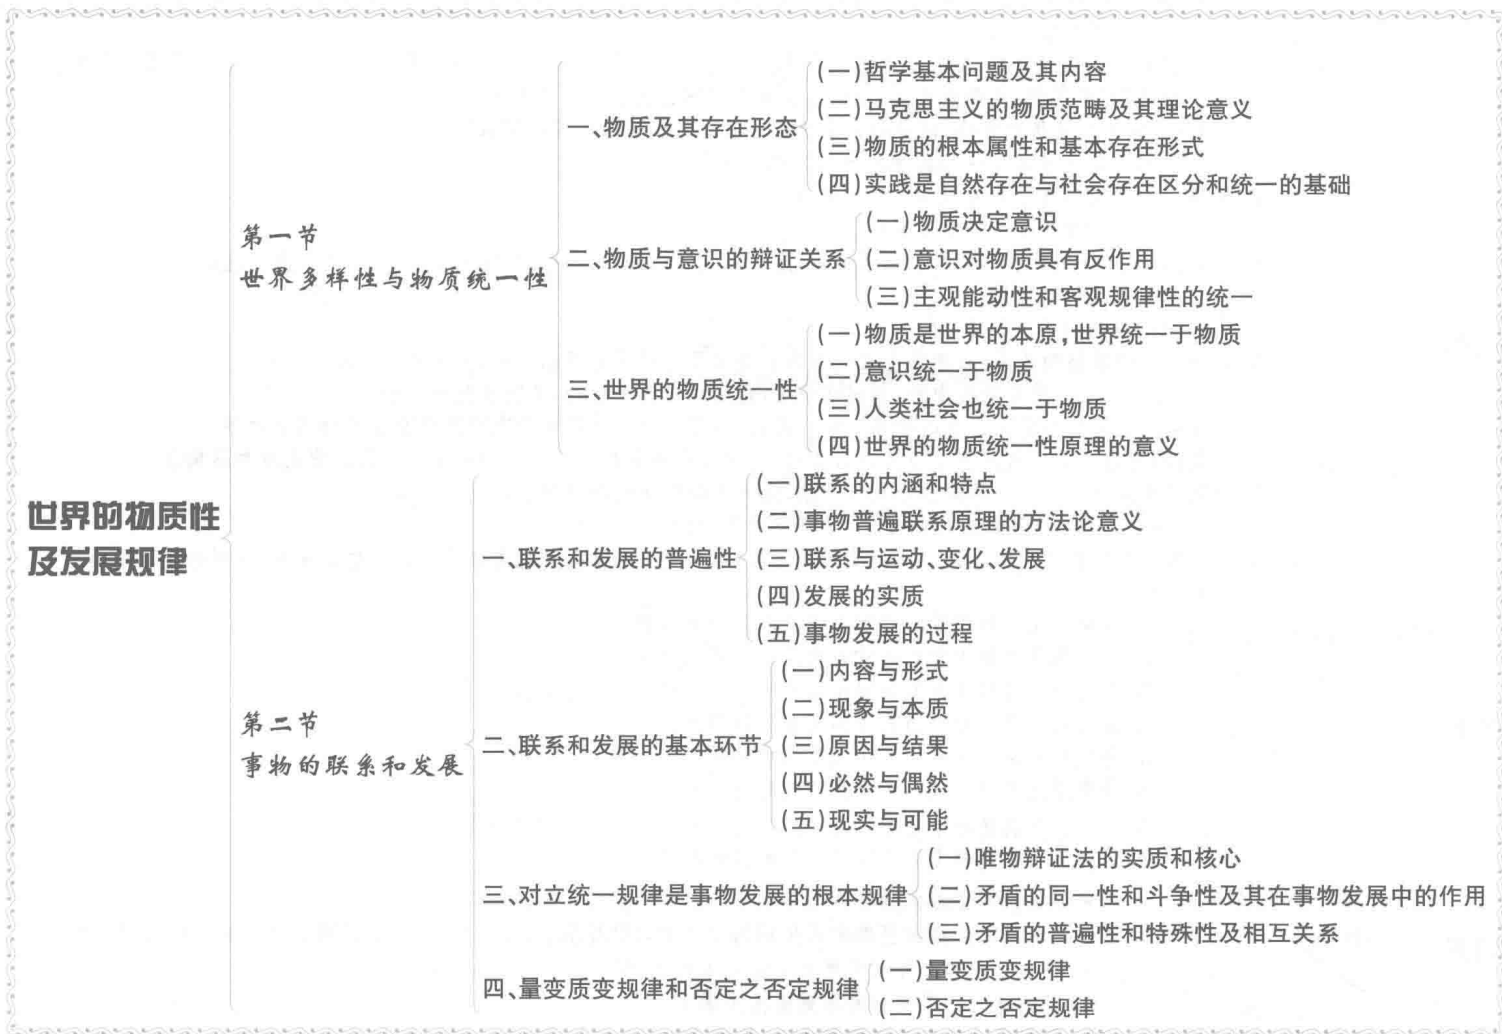 世界的物质性
及发展规律
第一节
世界多样性与物质统一性
一、物质及其存在形态
(一)哲学基本问题及其内容
(二)马克思主义的物质范畴及其理论意义
(三)物质的根本属性和基本存在形式
(四)实践是自然存在与社会存在区分和统一的基础
二、物质与意识的辩证关系
(一)物质决定意识
(二)意识对物质具有反作用
(三)主观能动性和客观规律性的统一
三、世界的物质统一性
(一)物质是世界的本原,世界统一于物质
(二)意识统一于物质
(三)人类社会也统一于物质
(四)世界的物质统一性原理的意义
第二节
事物的联系和发展
一、联系和发展的普遍性
(一)联系的内涵和特点
(二)事物普遍联系原理的方法论意义
(三)联系与运动、变化、发展
(四)发展的实质
(五)事物发展的过程
二、联系和发展的基本环节
(一)内容与形式
(二)现象与本质
(三)原因与结果
(四)必然与偶然
(五)现实与可能
三、对立统一规律是事物发展的根本规律
(一)唯物辩证法的实质和核心
(二)矛盾的同一性和斗争性及其在事物发展中的作用
(三)矛盾的普遍性和特殊性及相互关系
四、量变质变规律和否定之否定规律
(一)量变质变规律
(二)否定之否定规律